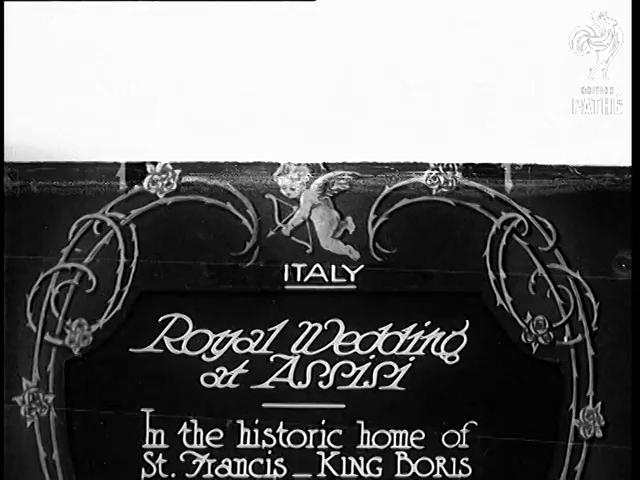 BRITISH
PATHÉ
ITALY
Royal Wedding
at Assisi
In the historic home of
St. Francis _ KING BORIS